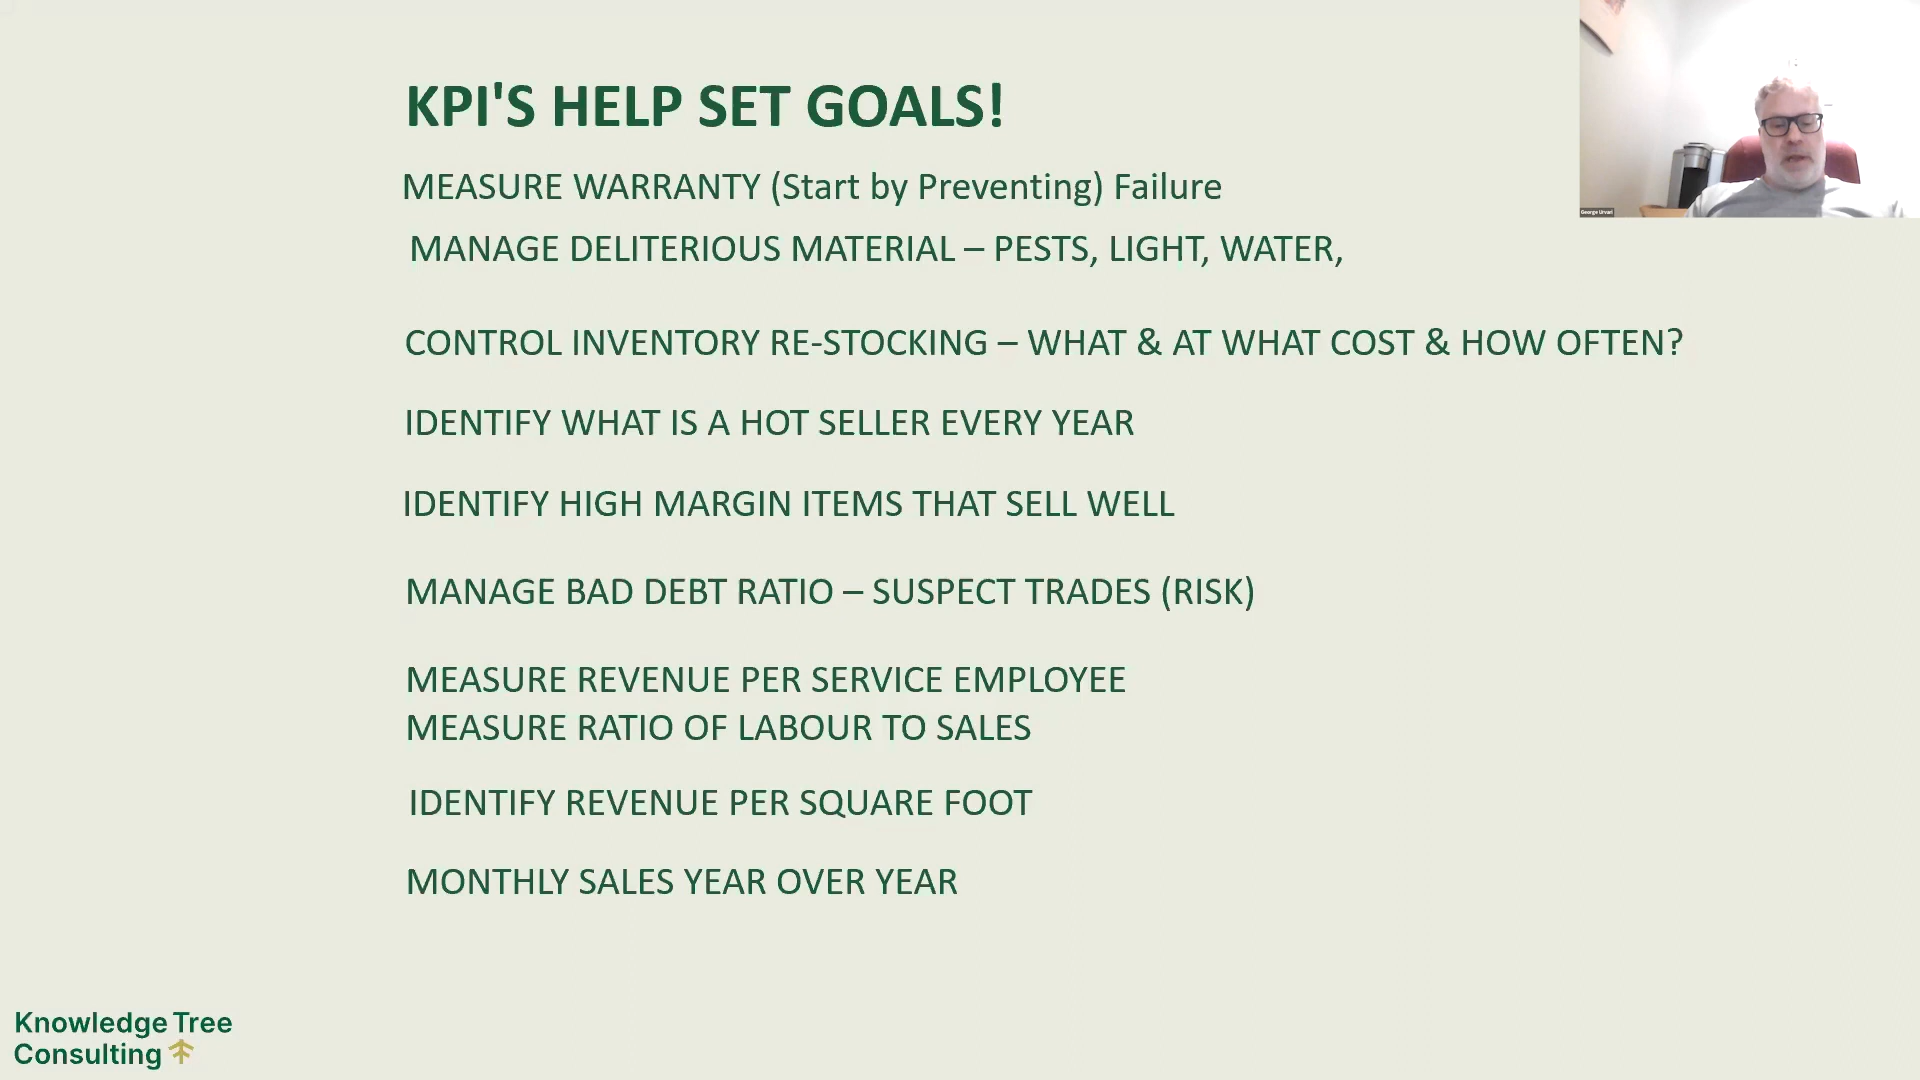 KPI'S HELP SET GOALS!
MEASURE WARRANTY (Start by Preventing) Failure
MANAGE DELITERIOUS MATERIAL – PESTS, LIGHT, WATER,
CONTROL INVENTORY RE-STOCKING – WHAT & AT WHAT COST & HOW OFTEN?
IDENTIFY WHAT IS A HOT SELLER EVERY YEAR
IDENTIFY HIGH MARGIN ITEMS THAT SELL WELL
MANAGE BAD DEBT RATIO – SUSPECT TRADES (RISK)
MEASURE REVENUE PER SERVICE EMPLOYEE
MEASURE RATIO OF LABOUR TO SALES
IDENTIFY REVENUE PER SQUARE FOOT
MONTHLY SALES YEAR OVER YEAR
George Urvari
Knowledge Tree
Consulting